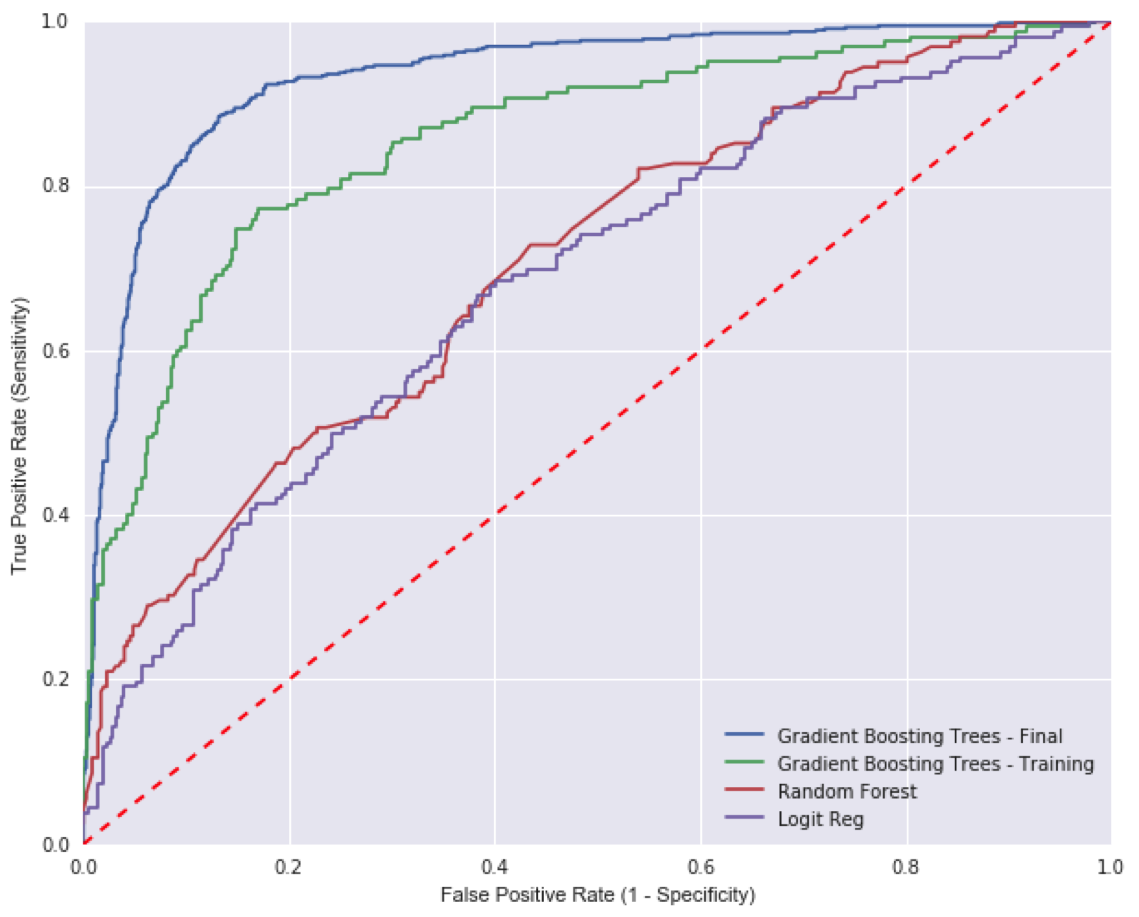 1.0
0.8
0.6
0.4
0.2
0.0
True Positive Rate (Sensitivity)
Gradient Boosting Trees - Final
Gradient Boosting Trees - Training
Random Forest
Logit Reg
0.0 0.2 0.4 0.6 0.8 1.0
False Positive Rate (1 - Specificity)